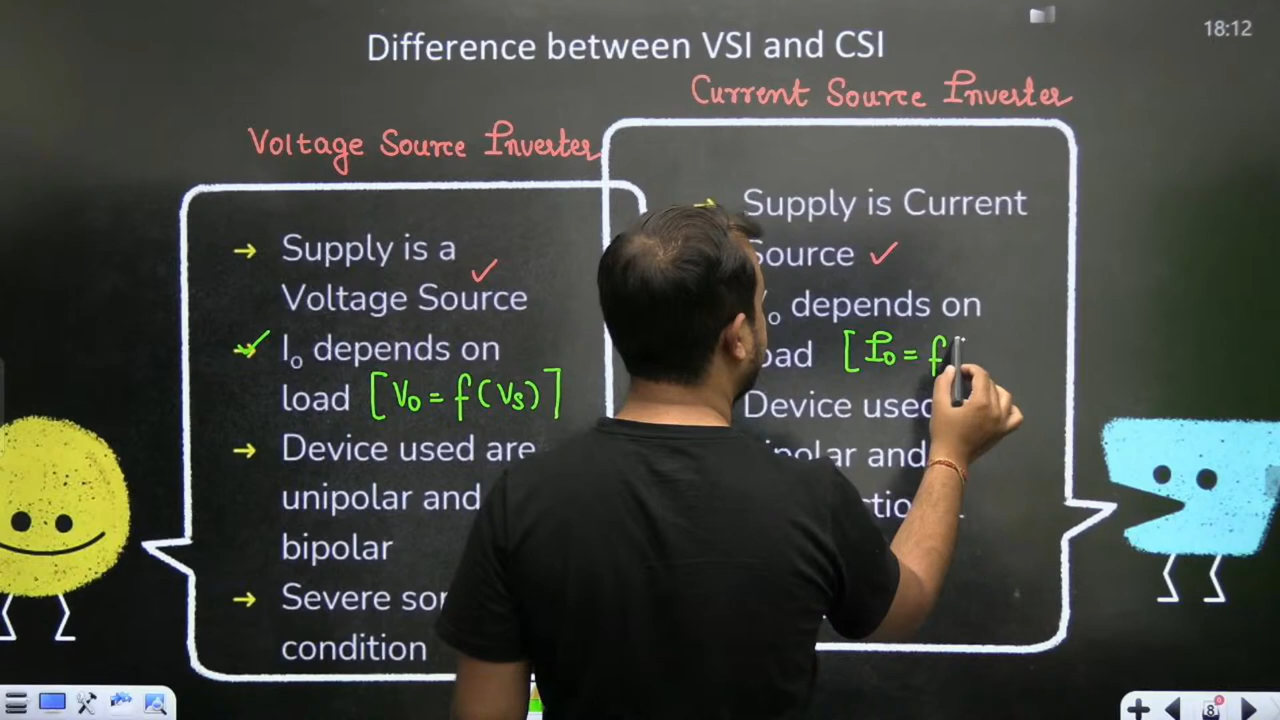 18:12
Difference between VSI and CSI
Voltage Source Inverter
→ Supply is a
Voltage Source ✓
→ I₀ depends on
load [V₀ = f(Vs)]
→ Device used are
unipolar and
bipolar
→ Severe
condition
Current Source Inverter
→ Supply is Current
Source ✓
depends on
load [I₀ = f
Device used
and
8